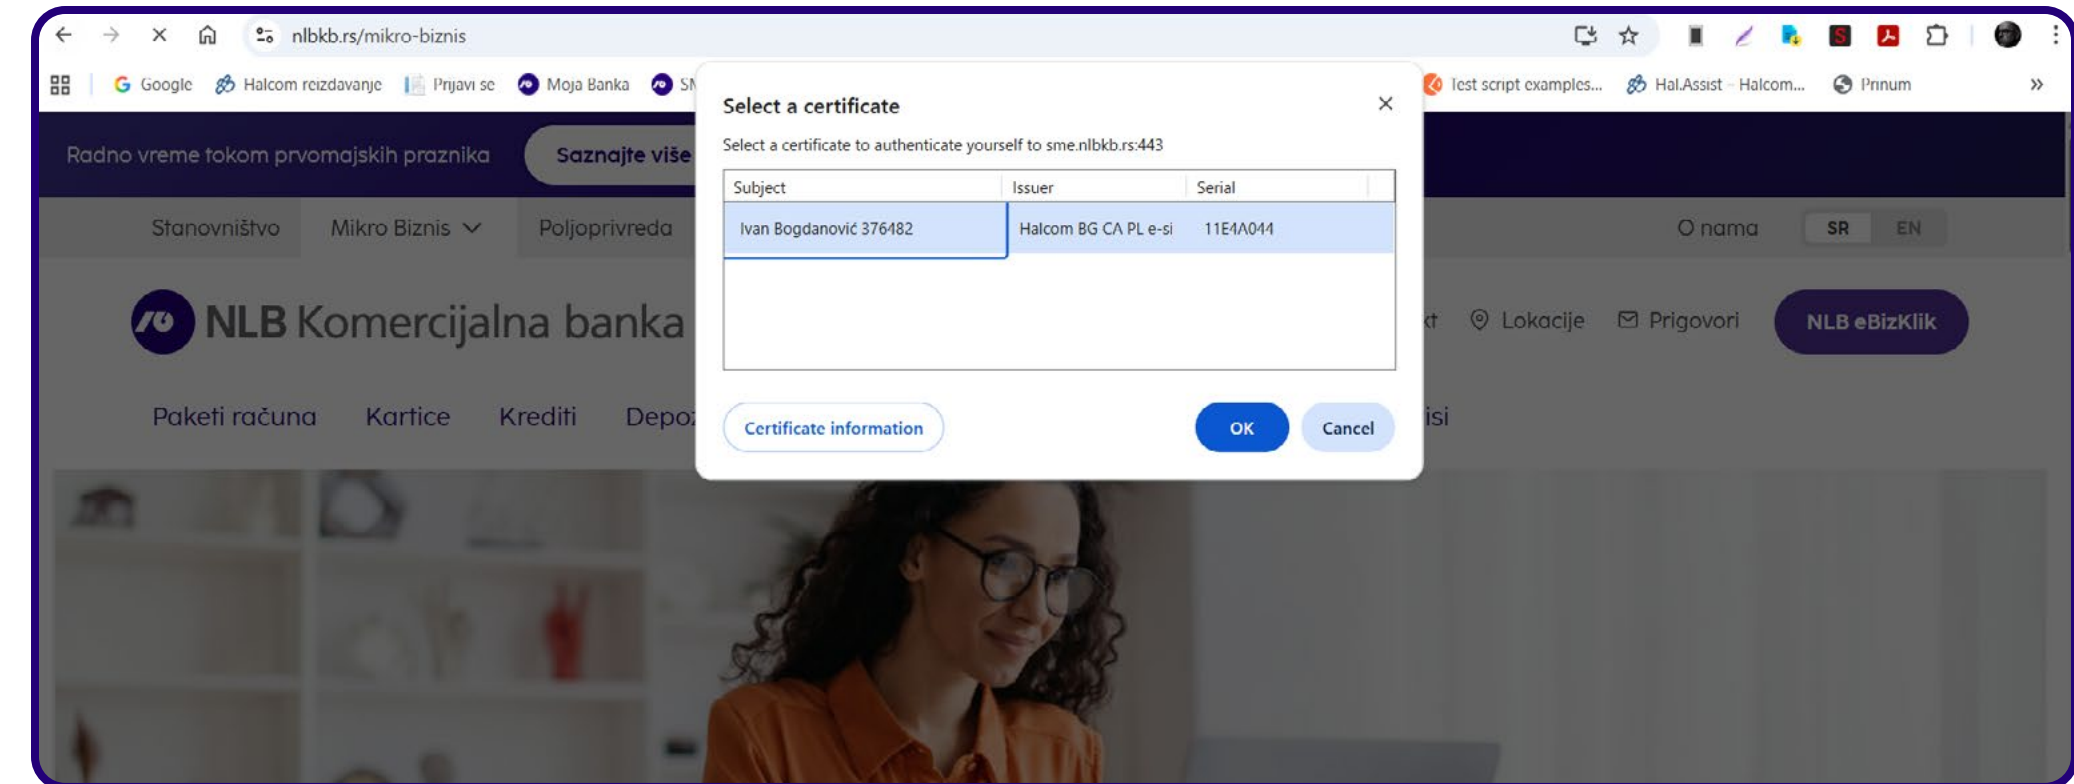 nlbkb.rs/mikro-biznis
Google Halcom reizdavanje Prijavi se Moja Banka Test script examples... Hal.Assist – Halcom... Prinum »
Select a certificate
Select a certificate to authenticate yourself to sme.nlbkb.rs:443
Subject Issuer Serial
Ivan Bogdanović 376482 Halcom BG CA PL e-si 11E4A044
Certificate information OK Cancel
Radno vreme tokom prvomajskih praznika Saznajte više
Stanovništvo Mikro Biznis Poljoprivreda O nama SR EN
NLB Komercijalna banka Lokacije Prigovori NLB eBizKlik
Paketi računa Kartice Krediti